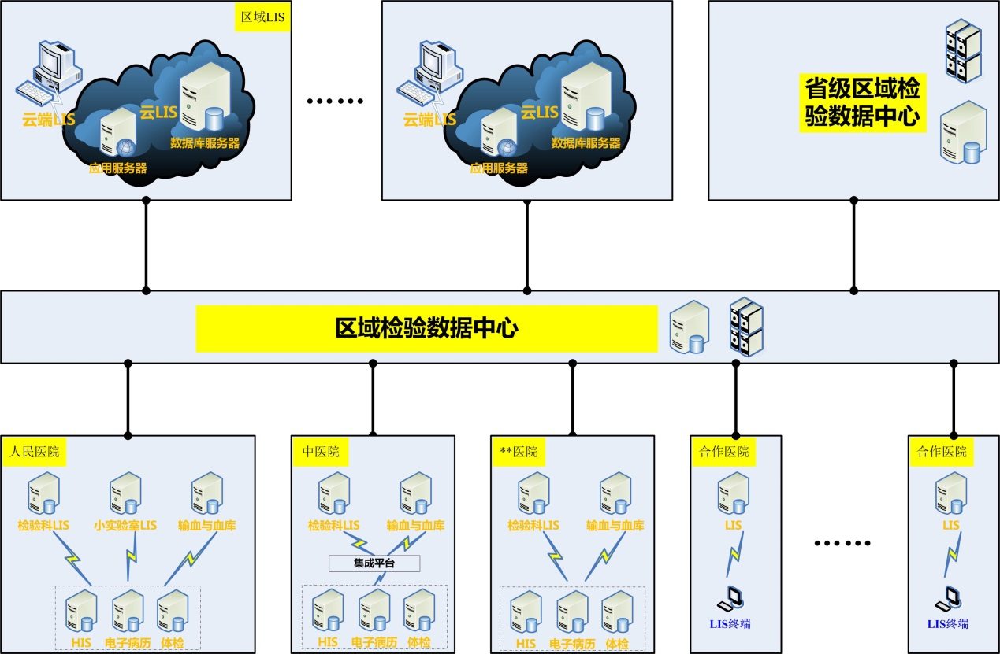 区域LIS
云端LIS
云LIS
数据库服务器
应用服务器
......
云端LIS
云LIS
数据库服务器
应用服务器
省级区域检
验数据中心
区域检验数据中心
人民医院
检验科LIS
小实验室LIS
输血与血库
HIS
电子病历
体检
中医院
检验科LIS
输血与血库
集成平台
HIS
电子病历
体检
**医院
检验科LIS
输血与血库
HIS
电子病历
体检
合作医院
LIS
LIS终端
......
合作医院
LIS
LIS终端